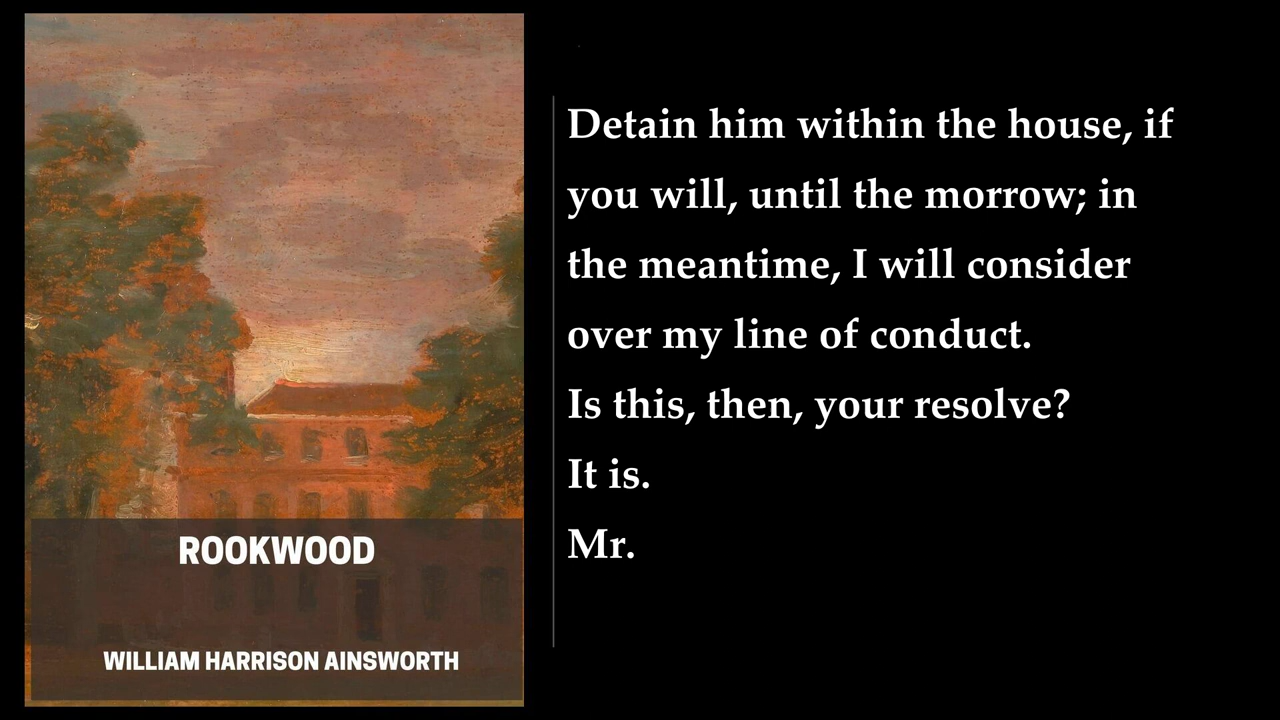 ROOKWOOD
WILLIAM HARRISON AINSWORTH
Detain him within the house, if
you will, until the morrow; in
the meantime, I will consider
over my line of conduct.
Is this, then, your resolve?
It is.
Mr.